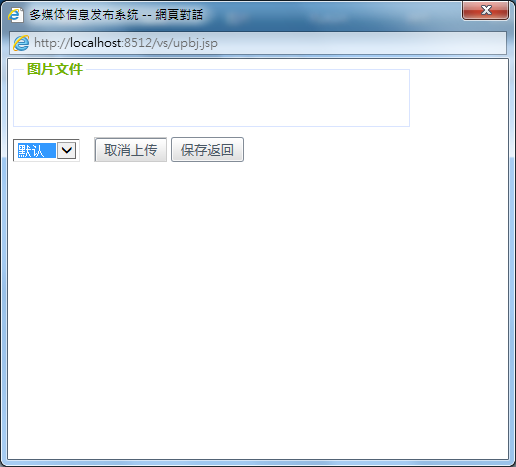 多媒体信息发布系统 -- 網頁對話
http://localhost:8512/vs/upbj.jsp
图片文件
默认 取消上传 保存返回